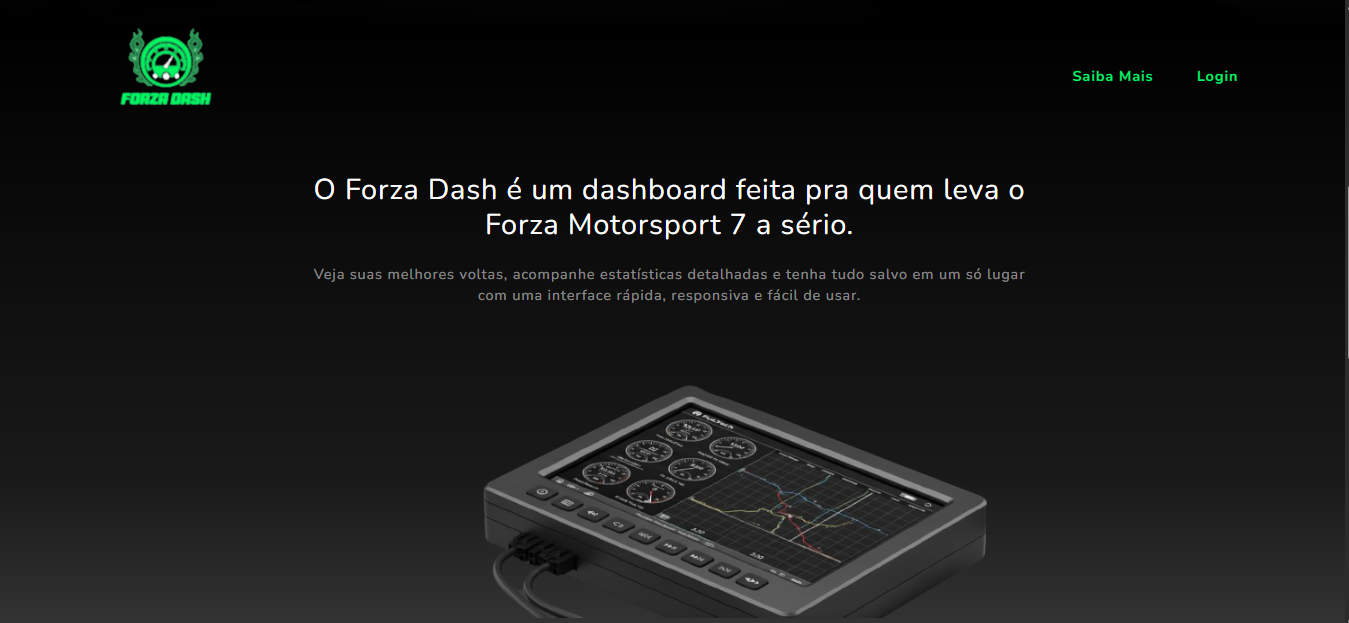 FORZA DASH
Saiba Mais
Login
O Forza Dash é um dashboard feita pra quem leva o
Forza Motorsport 7 a sério.
Veja suas melhores voltas, acompanhe estatísticas detalhadas e tenha tudo salvo em um só lugar
com uma interface rápida, responsiva e fácil de usar.